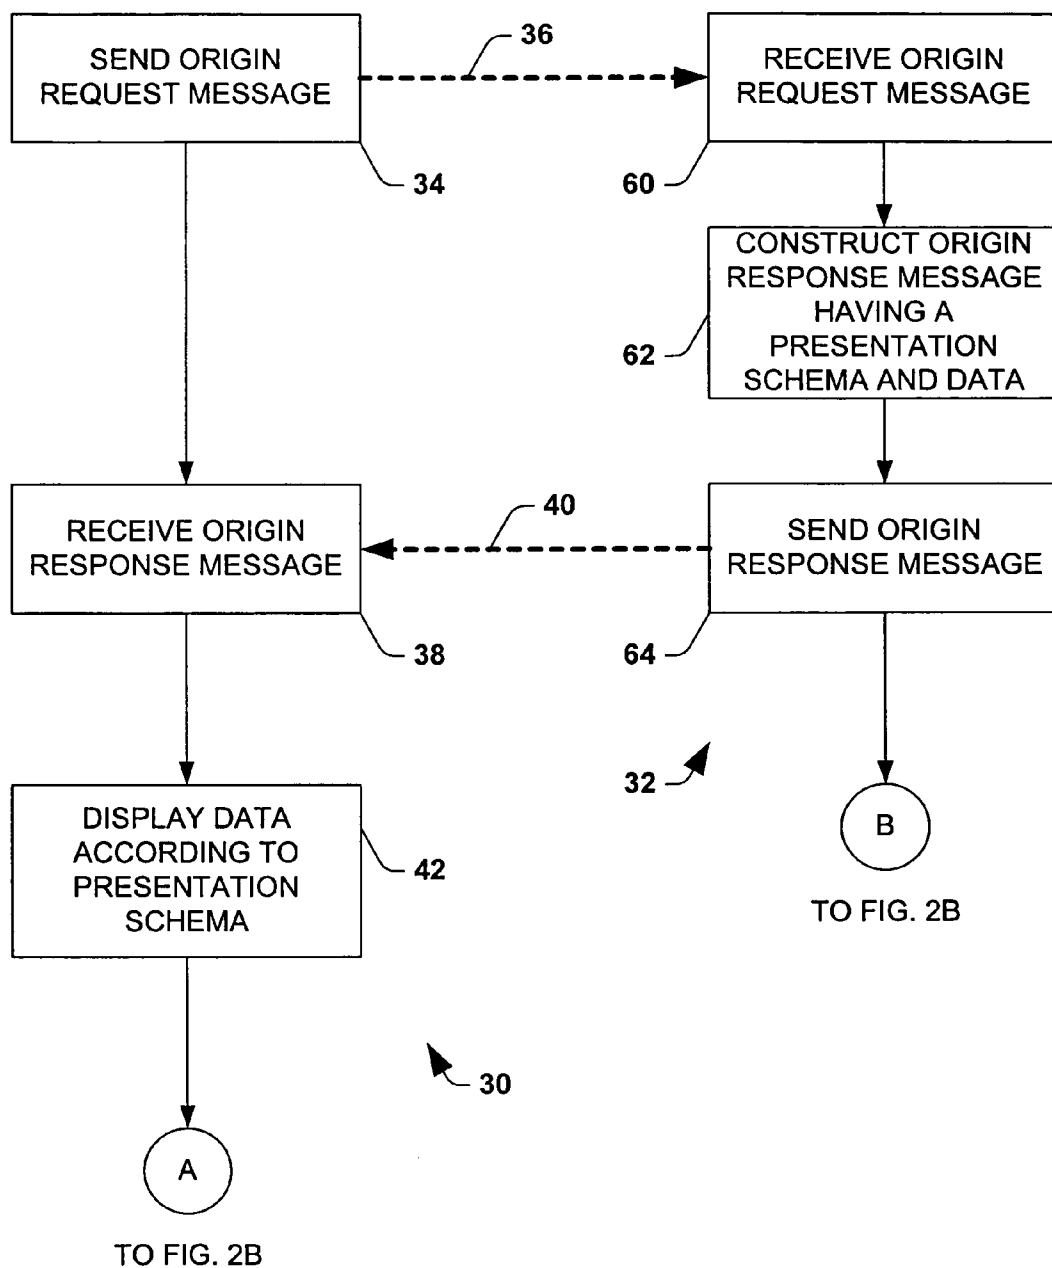 SEND ORIGIN
REQUEST MESSAGE
36
RECEIVE ORIGIN
REQUEST MESSAGE
34
60
CONSTRUCT ORIGIN
RESPONSE MESSAGE
HAVING A
PRESENTATION
SCHEMA AND DATA
62
RECEIVE ORIGIN
RESPONSE MESSAGE
40
SEND ORIGIN
RESPONSE MESSAGE
38
64
32
DISPLAY DATA
ACCORDING TO
PRESENTATION
SCHEMA
42
B
TO FIG. 2B
30
A
TO FIG. 2B